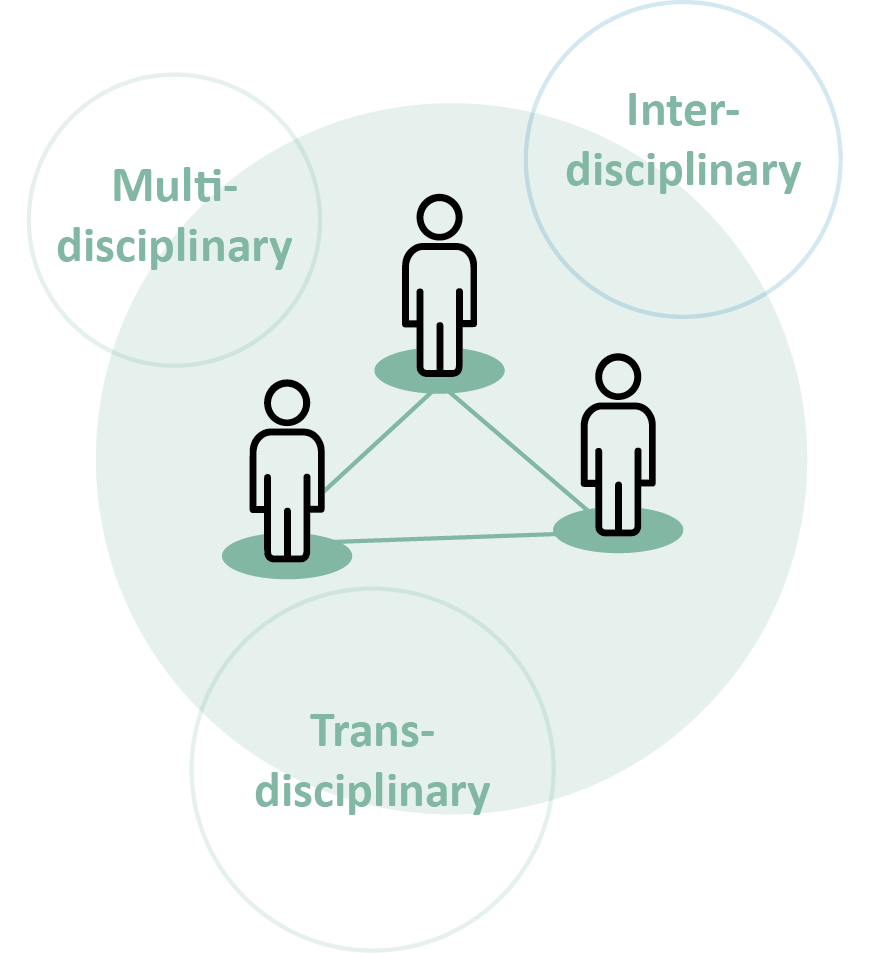 Multi-
disciplinary
Inter-
disciplinary
Trans-
disciplinary